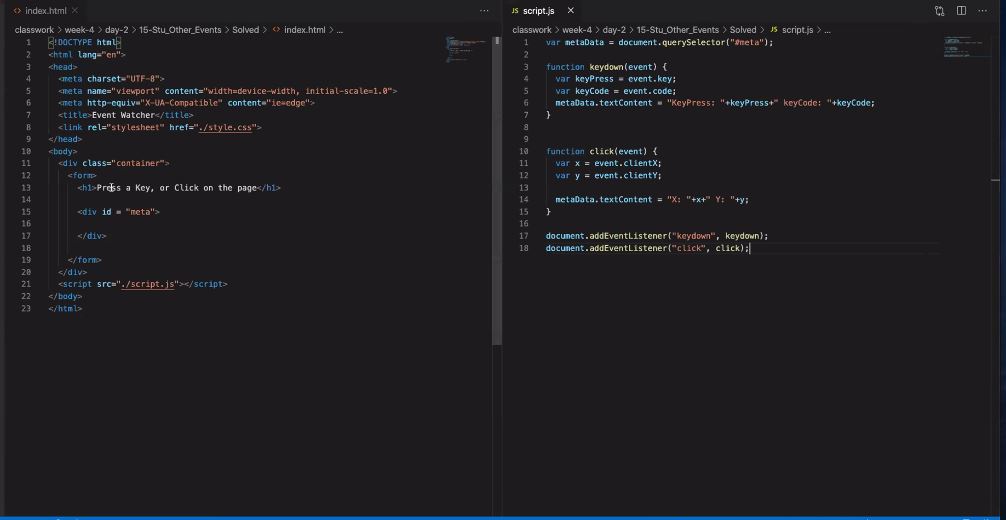 index.html
classwork > week-4 > day-2 > 15-Stu_Other_Events > Solved > index.html > ...
1 <!DOCTYPE html>
2 <html lang="en">
3 <head>
4 <meta charset="UTF-8">
5 <meta name="viewport" content="width=device-width, initial-scale=1.0">
6 <meta http-equiv="X-UA-Compatible" content="ie=edge">
7 <title>Event Watcher</title>
8 <link rel="stylesheet" href="./style.css">
9 </head>
10 <body>
11 <div class="container">
12 <form>
13 <h1>Press a Key, or Click on the page</h1>
14
15 <div id = "meta">
16
17 </div>
18
19 </form>
20 </div>
21 <script src="./script.js"></script>
22 </body>
23 </html>
JS script.js
classwork > week-4 > day-2 > 15-Stu_Other_Events > Solved > JS script.js > ...
1 var metaData = document.querySelector("#meta");
2
3 function keydown(event) {
4 var keyPress = event.key;
5 var keyCode = event.code;
6 metaData.textContent = "KeyPress: "+keyPress+" keyCode: "+keyCode;
7 }
8
9
10 function click(event) {
11 var x = event.clientX;
12 var y = event.clientY;
13
14 metaData.textContent = "X: "+x+" Y: "+y;
15 }
16
17 document.addEventListener("keydown", keydown);
18 document.addEventListener("click", click);